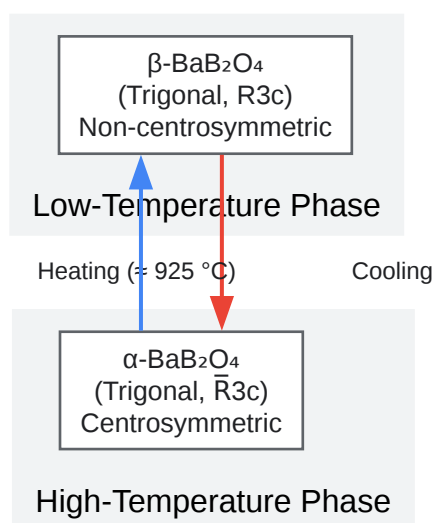 β-BaB₂O₄
(Trigonal, R3c)
Non-centrosymmetric
Low-Temperature Phase
Heating (≈ 925 °C)
Cooling
α-BaB₂O₄
(Trigonal, R̅3c)
Centrosymmetric
High-Temperature Phase